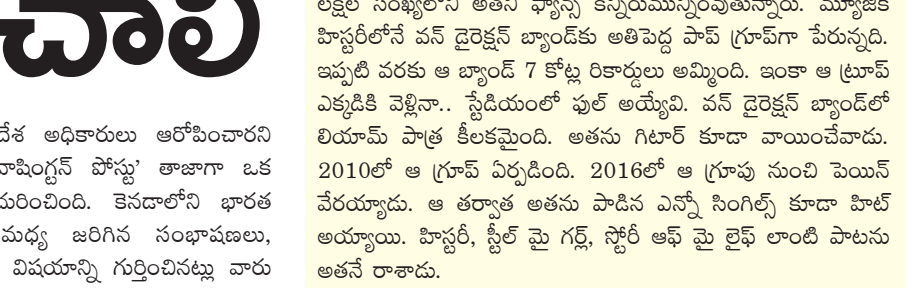 చాలి
దేశ అధికారులు ఆరోపించారని
వాషింగ్టన్ పోస్టు' తాజాగా ఒక
మరించింది. కెనడాలోని భారత
మధ్య జరిగిన సంభాషణలు,
విషయాన్ని గుర్తించినట్లు వారు
లక్షల సంఖ్యలోని అతని ఫ్యాన్స్ కన్నీరుమున్నీరవుతున్నారు. మ్యూజిక్
హిస్టరీలోనే వన్ డైరెక్షన్ బ్యాండ్‌కు అతిపెద్ద పాప్ గ్రూప్‌గా పేరున్నది.
ఇప్పటి వరకు ఆ బ్యాండ్ 7 కోట్ల రికార్డులు అమ్మింది. ఇంకా ఆ ట్రూప్
ఎక్కడికి వెళ్లినా.. స్టేడియంలో ఫుల్ అయ్యేవి. వన్ డైరెక్షన్ బ్యాండ్‌లో
లియామ్ పాత్ర కీలకమైంది. అతను గిటార్ కూడా వాయించేవాడు.
2010లో ఆ గ్రూప్ ఏర్పడింది. 2016లో ఆ గ్రూపు నుంచి పెయిన్
వేరయ్యాడు. ఆ తర్వాత అతను పాడిన ఎన్నో సింగిల్స్ కూడా హిట్
అయ్యాయి. హిస్టరీ, స్టీల్ మై గర్ల్, స్టోరీ ఆఫ్ మై లైఫ్ లాంటి పాటను
అతనే రాశాడు.